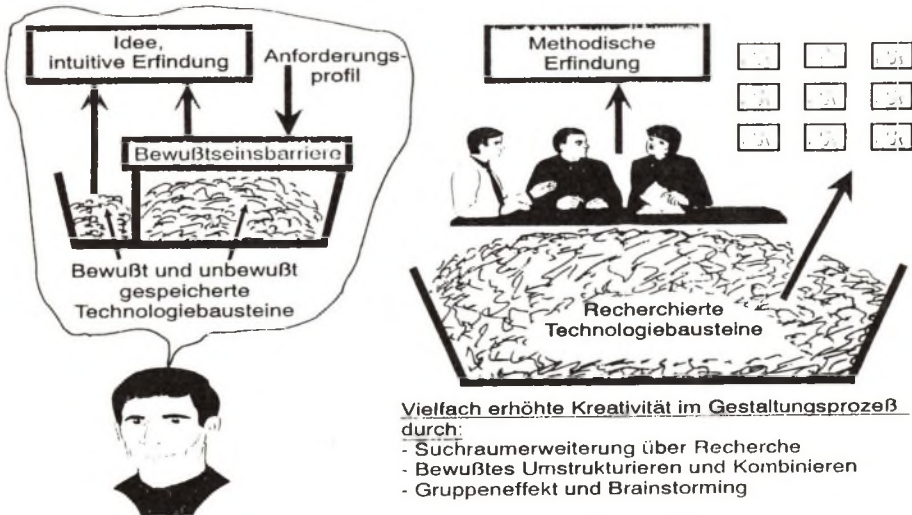 Idee,
intuitive Erfindung
Anforderungs-
profil
Bewußtseinsbarriere
Bewußt und unbewußt
gespeicherte
Technologiebausteine
Methodische
Erfindung
Recherchierte
Technologiebausteine
Vielfach erhöhte Kreativität im Gestaltungsprozeß
durch:
- Suchraumerweiterung über Recherche
- Bewußtes Umstrukturieren und Kombinieren
- Gruppeneffekt und Brainstorming